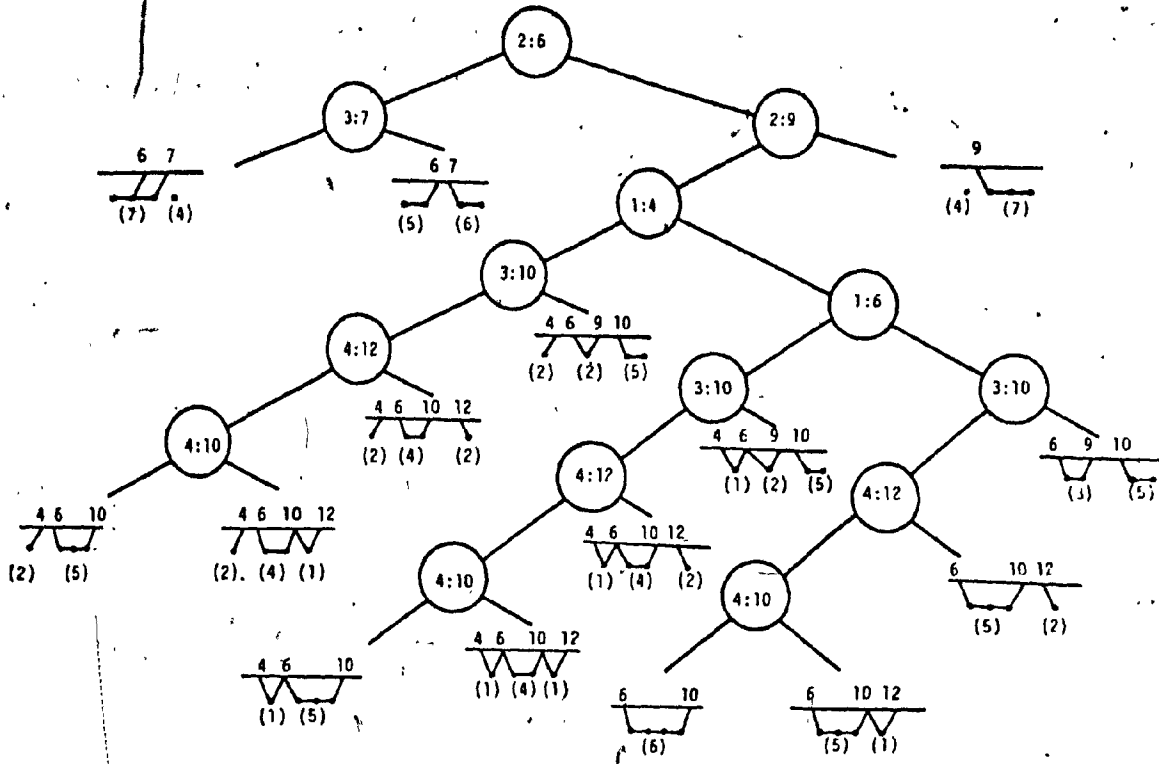 2:6
3:7
2:9
6 7
(7) (4)
6 7
(5) (6)
9
(4) (7)
1:4
3:10
1:6
4 6 9 10
(2) (2) (5)
4:12
3:10
3:10
4 6 10 12
(2) (4) (2)
4 6 9 10
(1) (2) (5)
6 9 10
(3) (5)
4:10
4:12
4:12
4 6 10
(2) (5)
4 6 10 12
(2). (4) (1)
4 6 10 12
(1) (4) (2)
6 10 12
(5) (2)
4:10
4:10
4 6 10
(1) (5)
4 6 10 12
(1) (4) (1)
6 10
(6)
6 10 12
(5) (1)